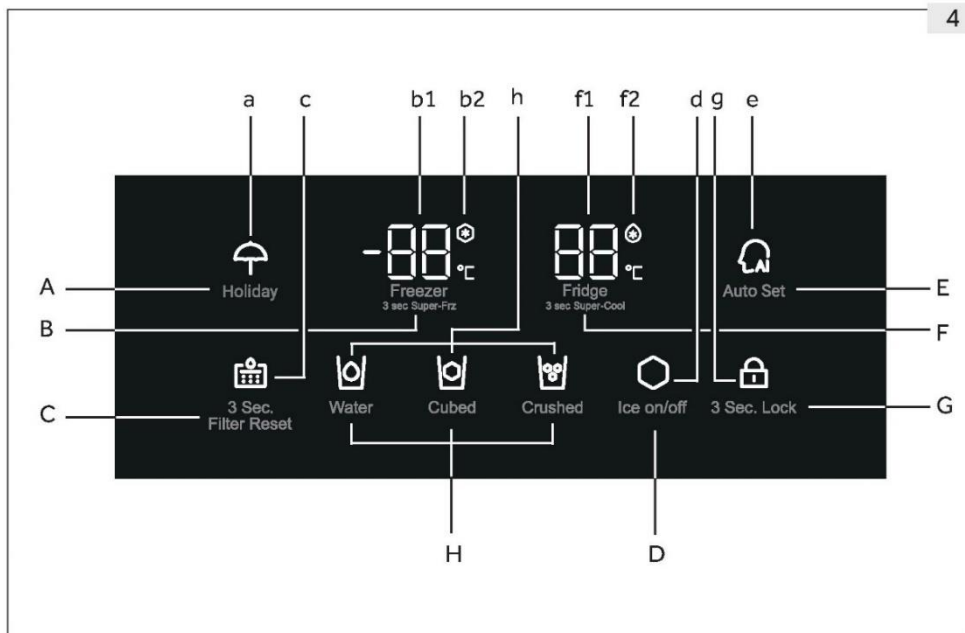 4
a c b1 b2 h f1 f2 d g e
-88 °C 88 °C AI
A Holiday Freezer Fridge Auto Set E
3 sec Super-Frz 3 sec Super-Cool
B F
3 Sec. Water Cubed Crushed Ice on/off 3 Sec. Lock
C Filter Reset G
H D